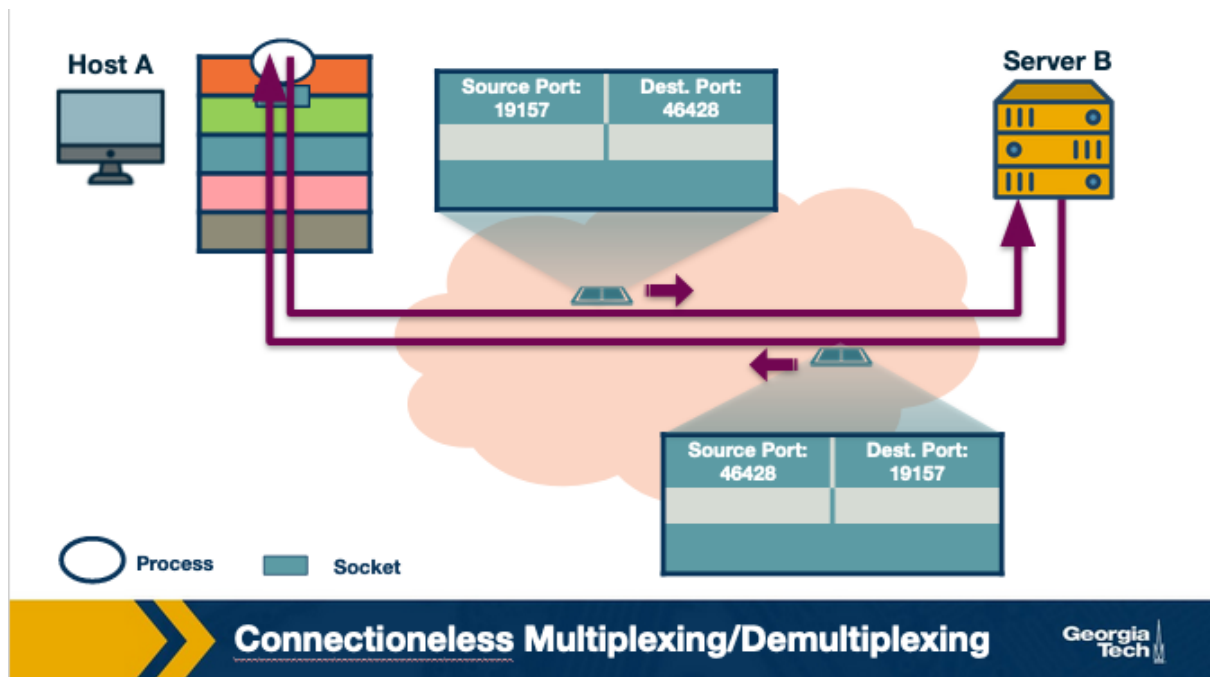 Host A
Source Port:
19157
Dest. Port:
46428
Server B
Source Port:
46428
Dest. Port:
19157
Process
Socket
Connectioneless Multiplexing/Demultiplexing
Georgia
Tech